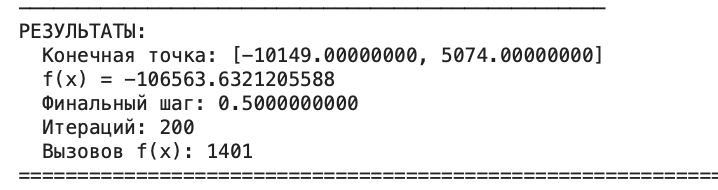 РЕЗУЛЬТАТЫ:
Конечная точка: [-10149.00000000, 5074.00000000]
f(x) = -106563.6321205588
Финальный шаг: 0.5000000000
Итераций: 200
Вызовов f(x): 1401